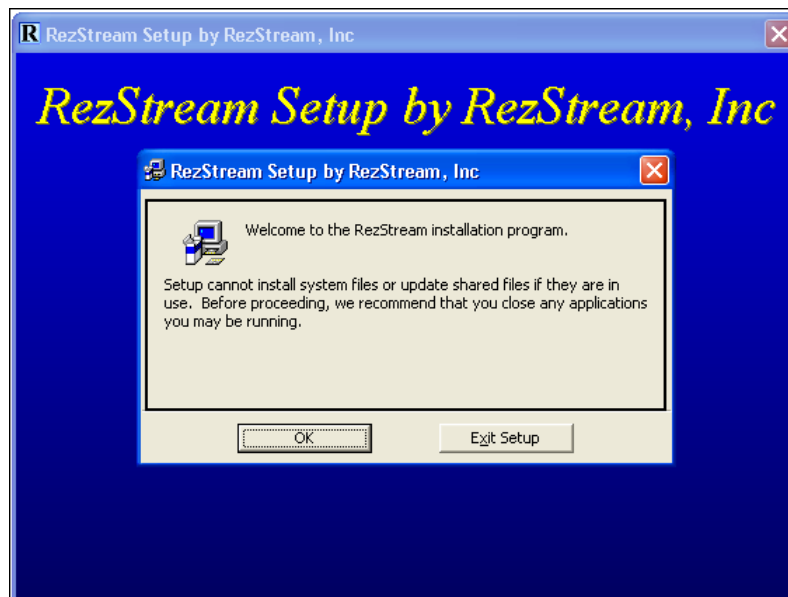 R RezStream Setup by RezStream, Inc
RezStream Setup by RezStream, Inc
RezStream Setup by RezStream, Inc
Welcome to the RezStream installation program.
Setup cannot install system files or update shared files if they are in
use.  Before proceeding, we recommend that you close any applications
you may be running.
OK
Exit Setup